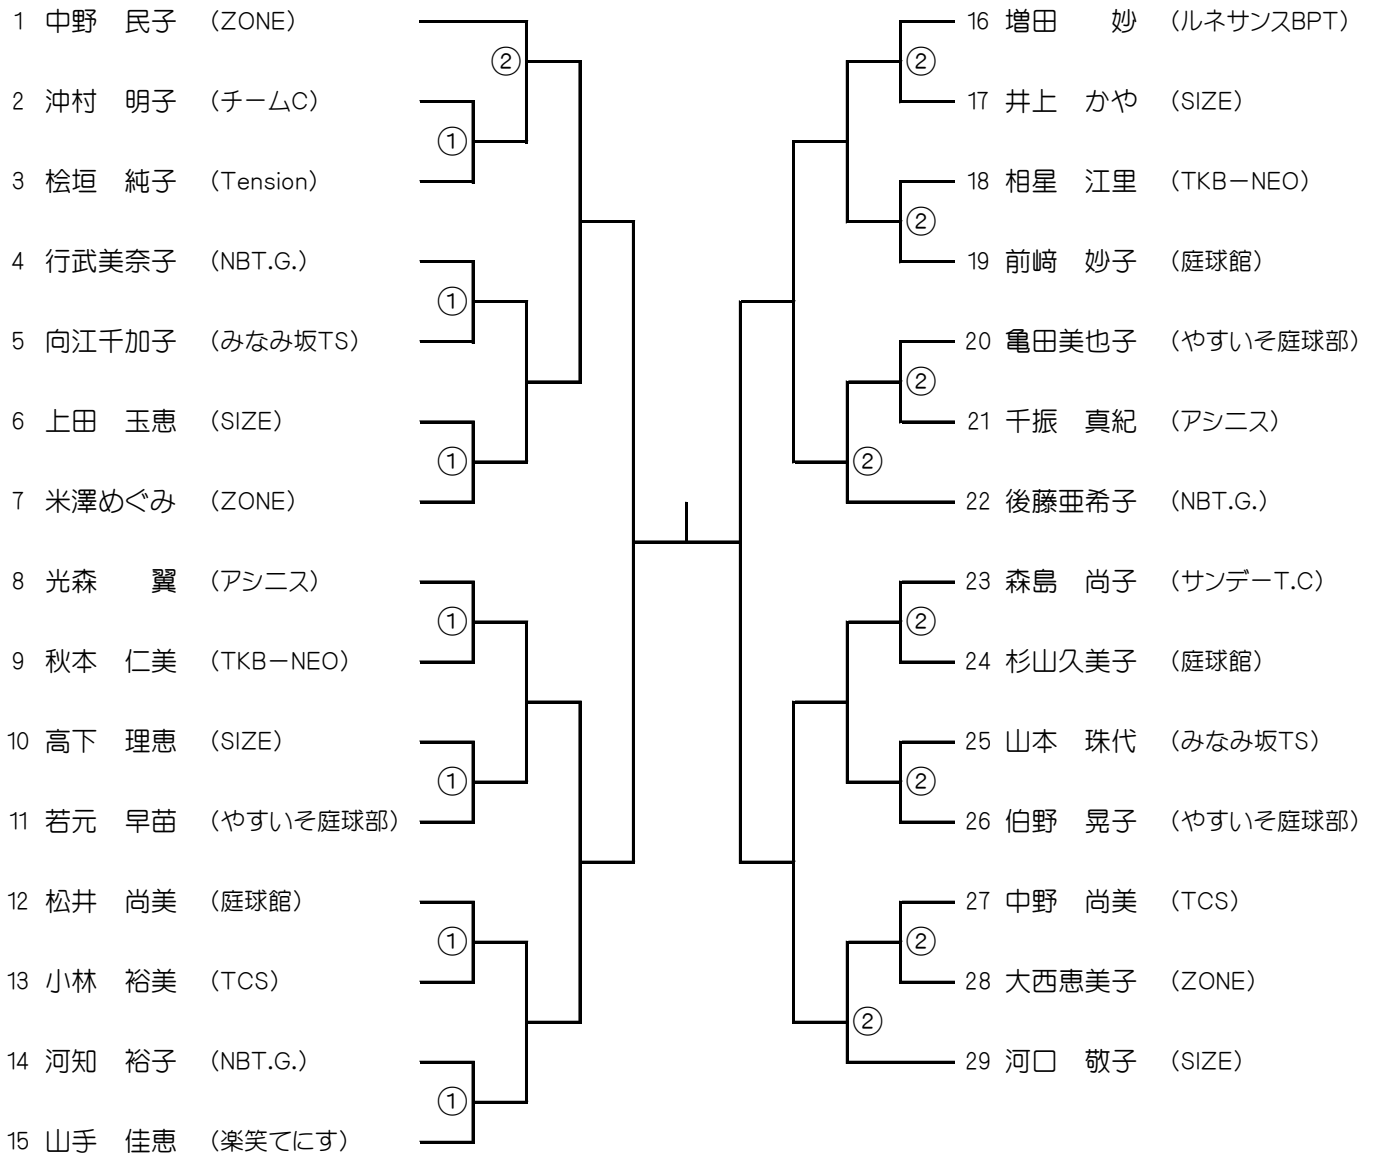 1 中野　民子 （ZONE）
②
2 沖村　明子 （チームC）
①
3 桧垣　純子 （Tension）
4 行武美奈子 （NBT.G.）
①
5 向江千加子 （みなみ坂TS）
6 上田　玉恵 （SIZE）
①
7 米澤めぐみ （ZONE）
8 光森　　翼 （アシニス）
①
9 秋本　仁美 （TKB－NEO）
10 高下　理恵 （SIZE）
①
11 若元　早苗 （やすいそ庭球部）
12 松井　尚美 （庭球館）
①
13 小林　裕美 （TCS）
14 河知　裕子 （NBT.G.）
①
15 山手　佳恵 （楽笑てにす）
16 増田　　妙 （ルネサンスBPT）
②
17 井上　かや （SIZE）
18 相星　江里 （TKB－NEO）
②
19 前﨑　妙子 （庭球館）
20 亀田美也子 （やすいそ庭球部）
②
21 千振　真紀 （アシニス）
②
22 後藤亜希子 （NBT.G.）
23 森島　尚子 （サンデーT.C）
②
24 杉山久美子 （庭球館）
25 山本　珠代 （みなみ坂TS）
②
26 伯野　晃子 （やすいそ庭球部）
27 中野　尚美 （TCS）
②
28 大西恵美子 （ZONE）
②
29 河口　敬子 （SIZE）